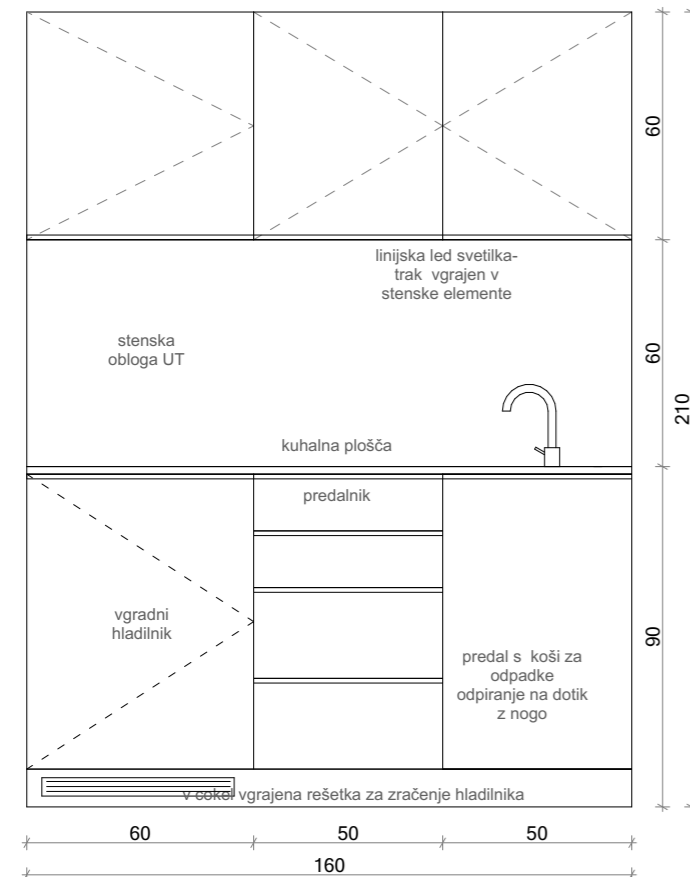 60
linijska led svetilka-
trak vgrajen v
stenske elemente
stenska
obloga UT
60
210
kuhalna plošča
predalnik
vgradni
hladilnik
90
predal s koši za
odpadke
odpiranje na dotik
z nogo
v cokel vgrajena rešetka za zračenje hladilnika
60 50 50
160